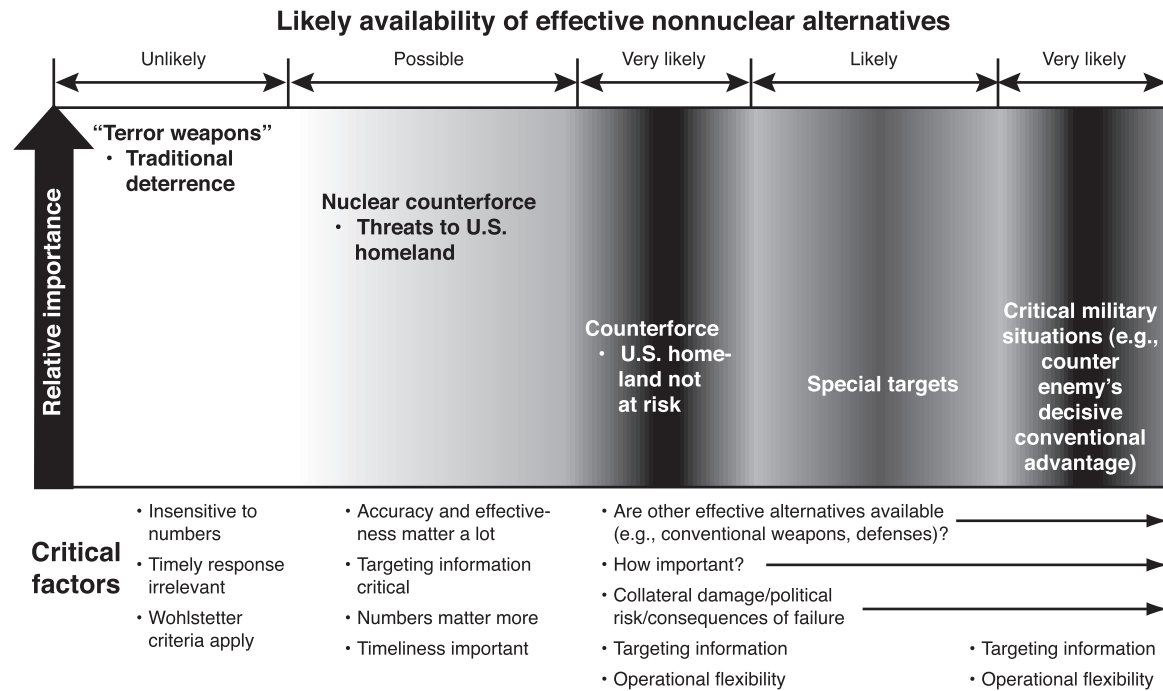 Likely availability of effective nonnuclear alternatives
Unlikely
Possible
Very likely
Likely
Very likely
Relative importance
“Terror weapons”
• Traditional
deterrence
Nuclear counterforce
• Threats to U.S.
homeland
Counterforce
• U.S. home-
land not
at risk
Special targets
Critical military
situations (e.g.,
counter
enemy’s
decisive
conventional
advantage)
Critical
factors
• Insensitive to
numbers
• Timely response
irrelevant
• Wohlstetter
criteria apply
• Accuracy and effective-
ness matter a lot
• Targeting information
critical
• Numbers matter more
• Timeliness important
• Are other effective alternatives available
(e.g., conventional weapons, defenses)?
• How important?
• Collateral damage/political
risk/consequences of failure
• Targeting information
• Operational flexibility
• Targeting information
• Operational flexibility